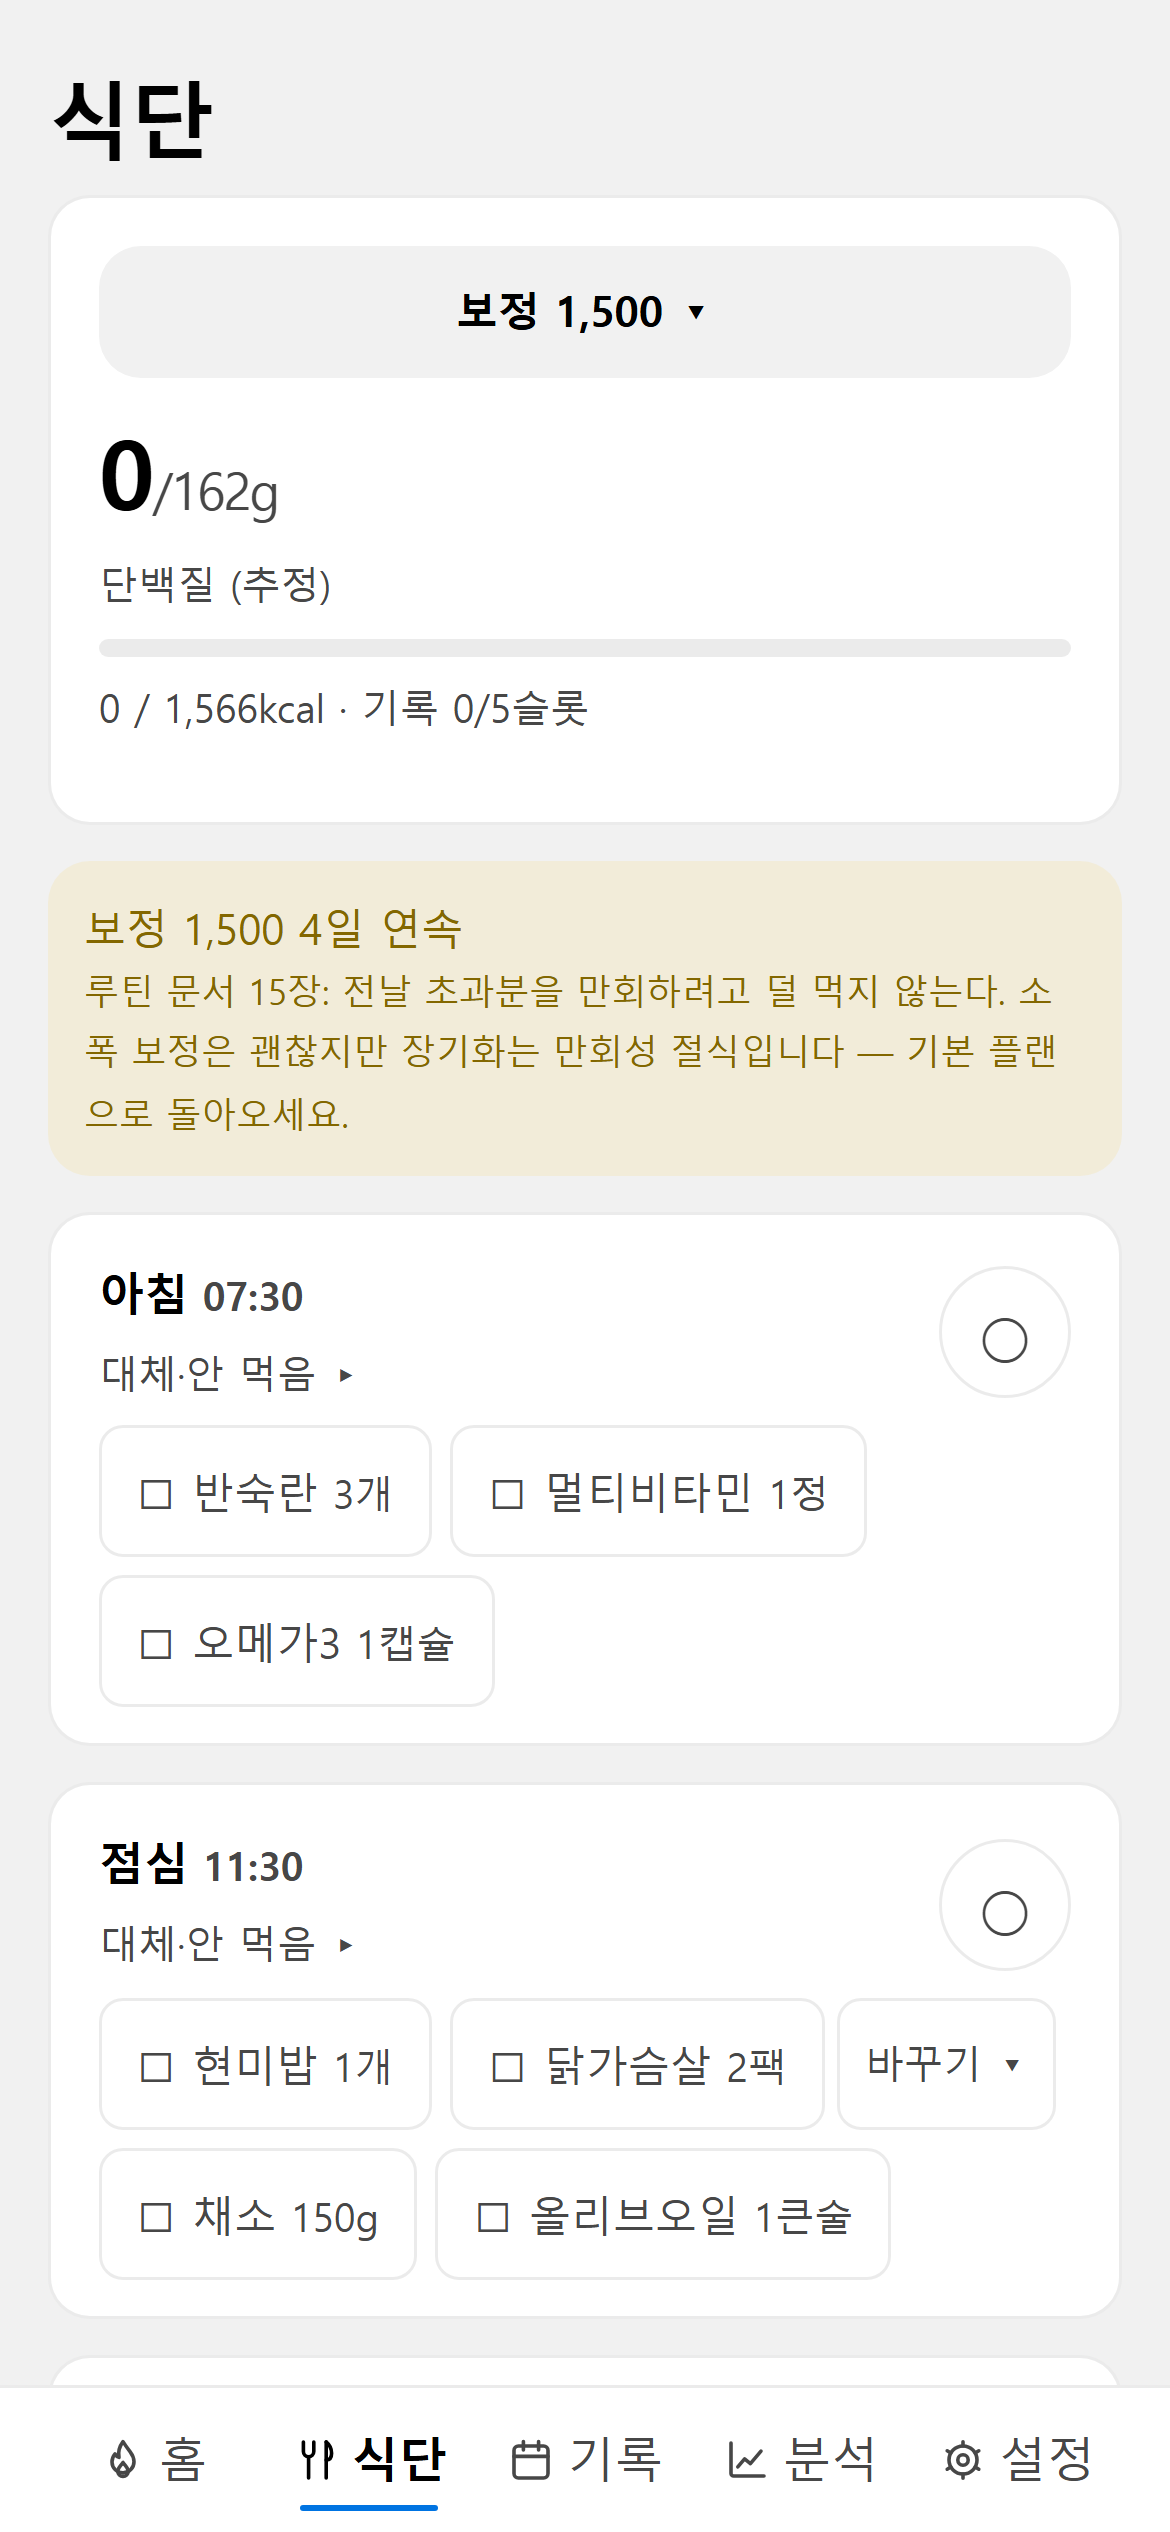 식단
보정 1,500 ▼
0/162g
단백질 (추정)
0 / 1,566kcal · 기록 0/5슬롯
보정 1,500 4일 연속
루틴 문서 15장: 전날 초과분을 만회하려고 덜 먹지 않는다. 소
폭 보정은 괜찮지만 장기화는 만회성 절식입니다 — 기본 플랜
으로 돌아오세요.
아침 07:30
대체·안 먹음 ▸
☐ 반숙란 3개 ☐ 멀티비타민 1정
☐ 오메가3 1캡슐
점심 11:30
대체·안 먹음 ▸
☐ 현미밥 1개 ☐ 닭가슴살 2팩 바꾸기 ▾
☐ 채소 150g ☐ 올리브오일 1큰술
홈 식단 기록 분석 설정